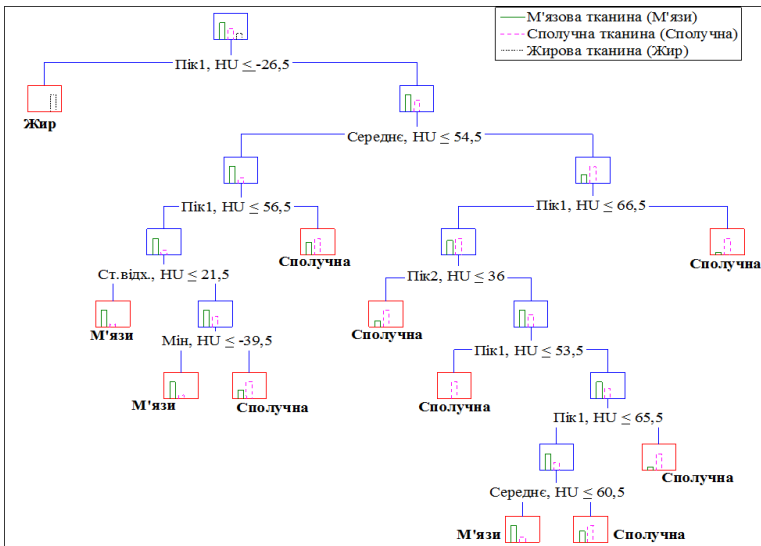 М'язова тканина (М'язи)
Сполучна тканина (Сполучна)
Жирова тканина (Жир)
Пік1, HU ≤ -26,5
Жир
Середнє, HU ≤ 54,5
Пік1, HU ≤ 56,5
Пік1, HU ≤ 66,5
Сполучна
Сполучна
Ст.відх., HU ≤ 21,5
Пік2, HU ≤ 36
М'язи
Сполучна
Мін, HU ≤ -39,5
Пік1, HU ≤ 53,5
М'язи
Сполучна
Сполучна
Пік1, HU ≤ 65,5
Сполучна
Середнє, HU ≤ 60,5
М'язи
Сполучна